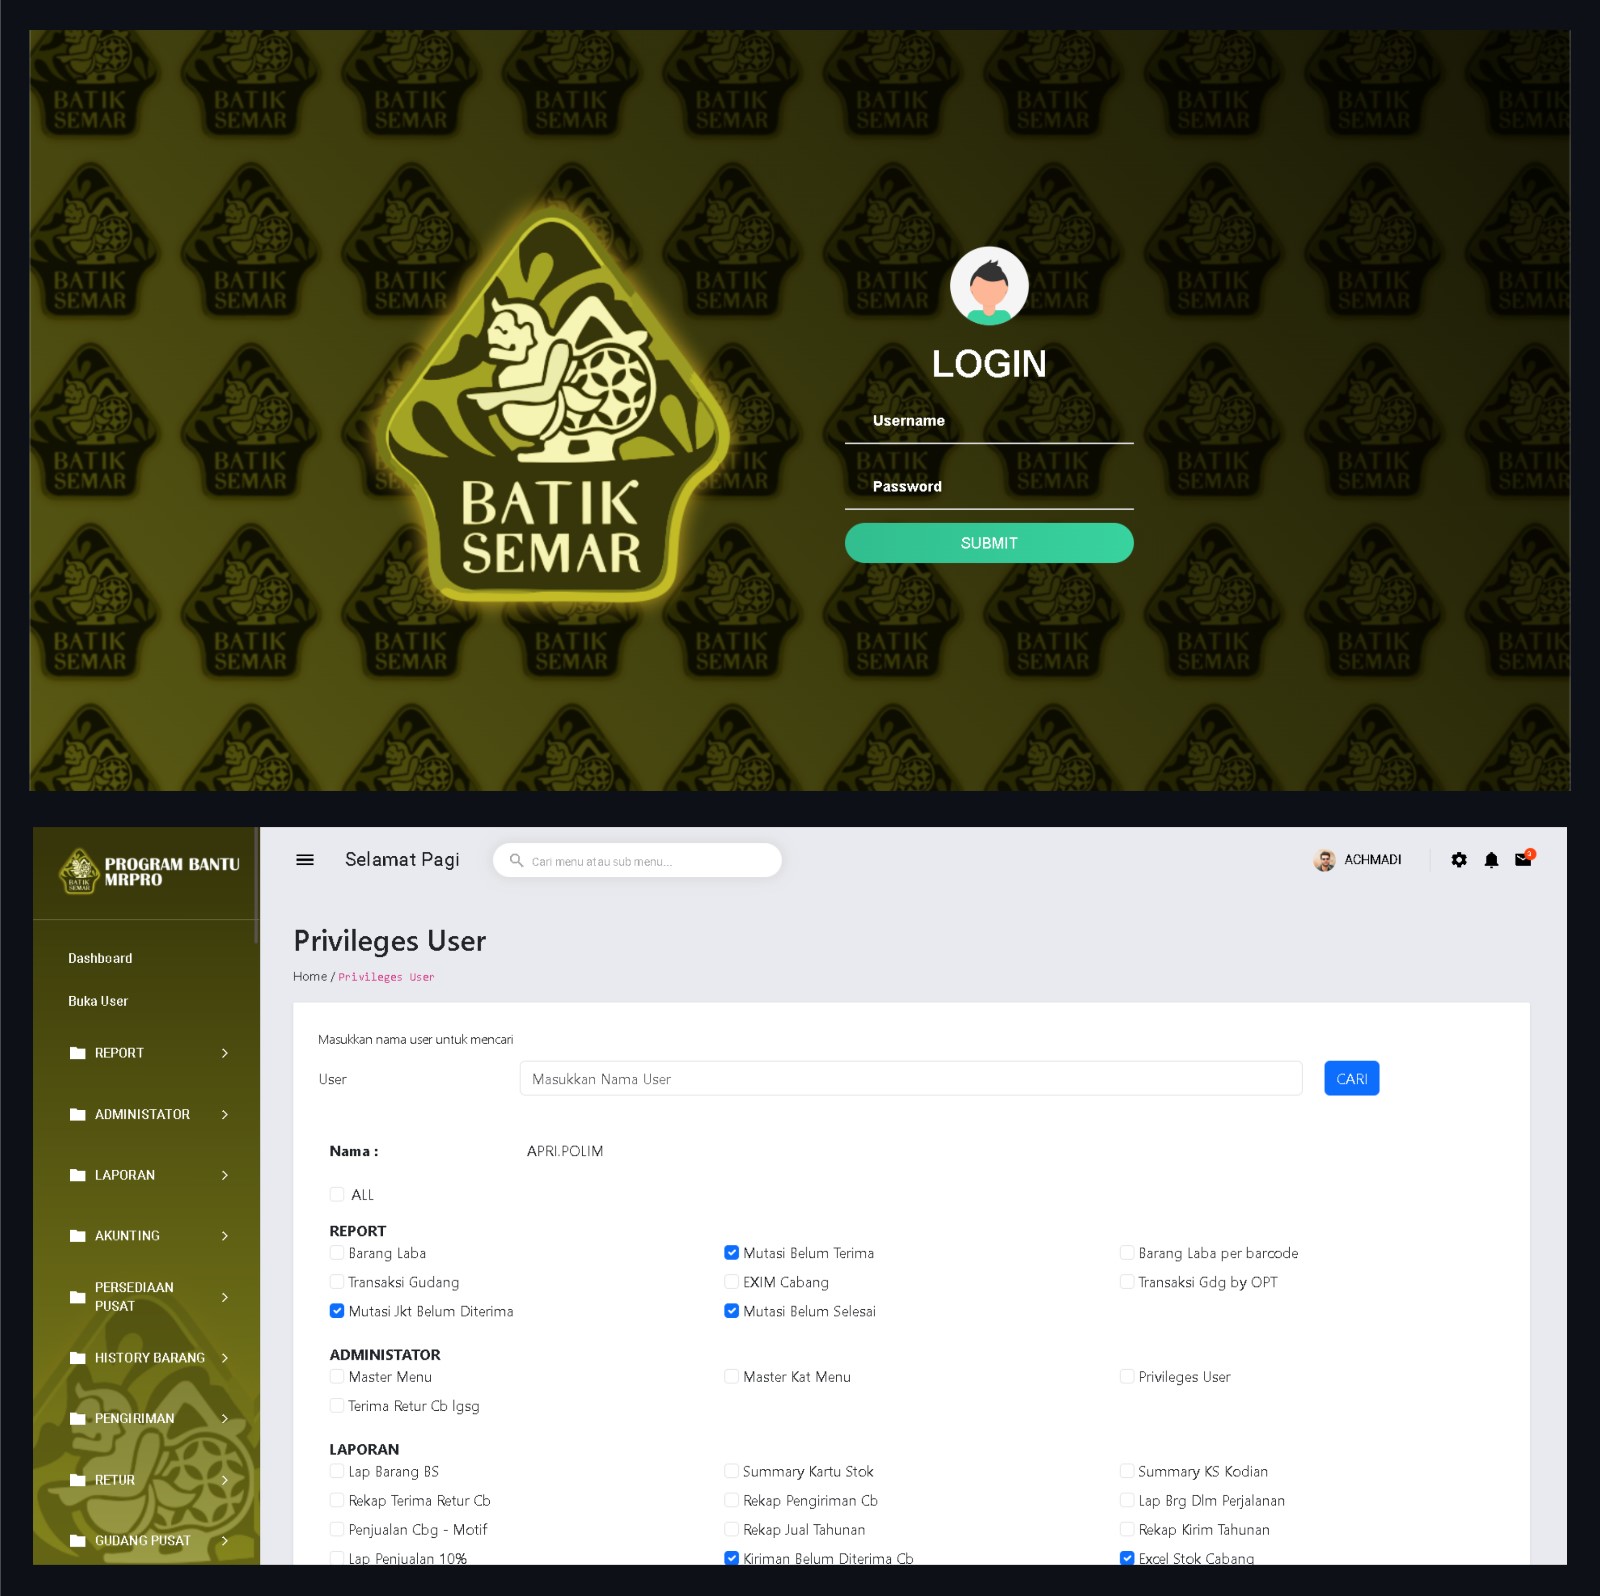 BATIK
SEMAR
LOGIN
Username
Password
SUBMIT
BATIK SEMAR
PROGRAM BANTU
MRPRO
Selamat Pagi
Cari menu atau sub menu...
ACHMADI
3
Dashboard
Buka User
REPORT
ADMINISTATOR
LAPORAN
AKUNTING
PERSEDIAAN
PUSAT
HISTORY BARANG
PENGIRIMAN
RETUR
GUDANG PUSAT
Privileges User
Home / Privileges User
Masukkan nama user untuk mencari
User
Masukkan Nama User
CARI
Nama :
APRI.POLIM
ALL
REPORT
Barang Laba
Mutasi Belum Terima
Barang Laba per barcode
Transaksi Gudang
EXIM Cabang
Transaksi Gdg by OPT
Mutasi Jkt Belum Diterima
Mutasi Belum Selesai
ADMINISTATOR
Master Menu
Master Kat Menu
Privileges User
Terima Retur Cb lgsg
LAPORAN
Lap Barang BS
Summary Kartu Stok
Summary KS Kodian
Rekap Terima Retur Cb
Rekap Pengiriman Cb
Lap Brg Dlm Perjalanan
Penjualan Cbg - Motif
Rekap Jual Tahunan
Rekap Kirim Tahunan
Lap Penjualan 10%
Kiriman Belum Diterima Cb
Excel Stok Cabang